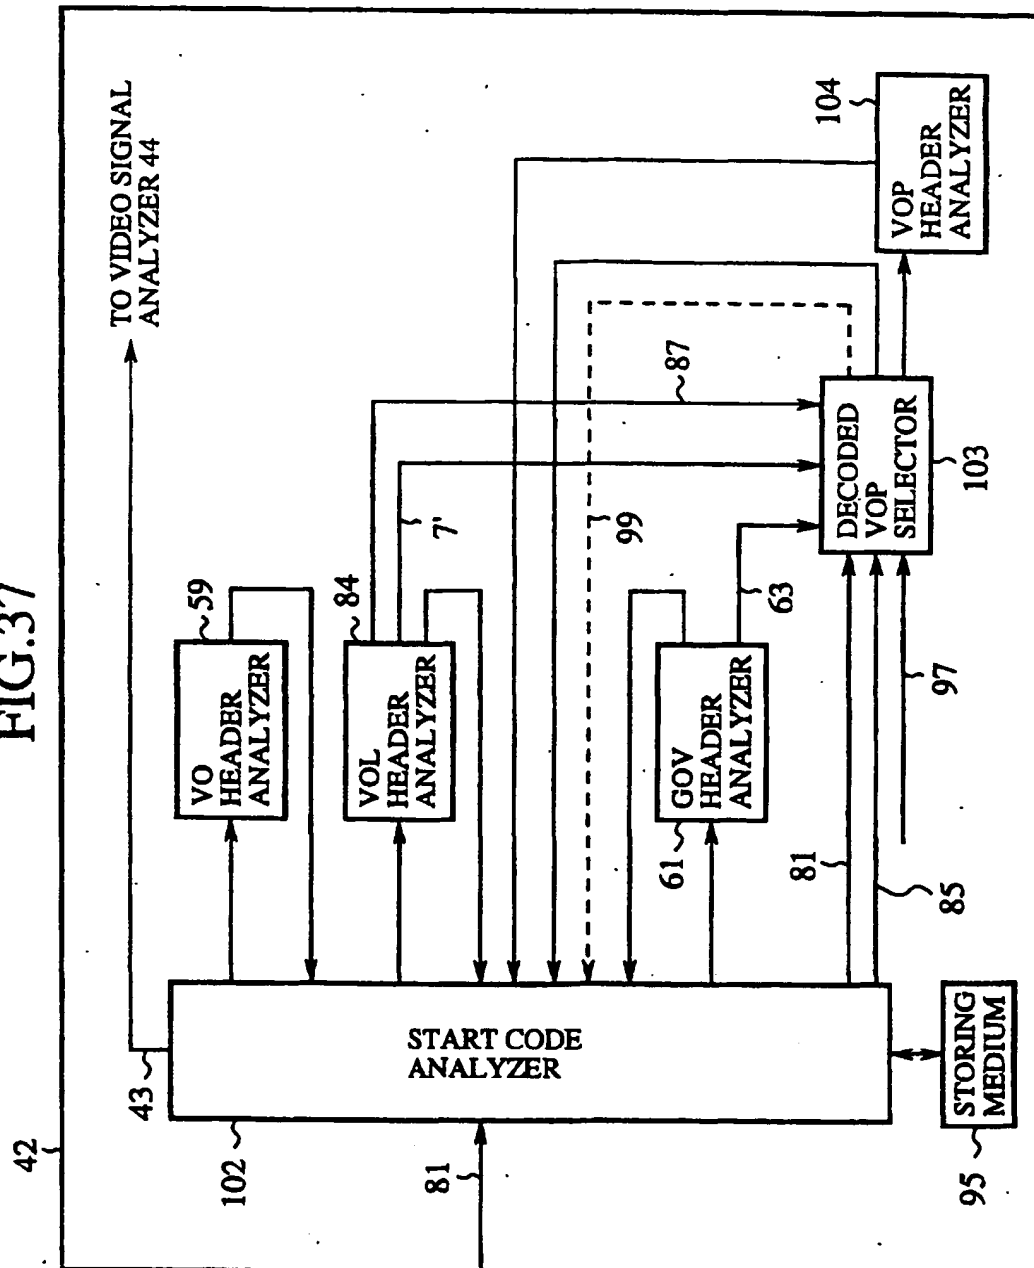 FIG.37
42
TO VIDEO SIGNAL
ANALYZER 44
43
102
81
START CODE
ANALYZER
STORING
MEDIUM
95
59
VO
HEADER
ANALYZER
84
VOL
HEADER
ANALYZER
7'
87
99
61
GOV
HEADER
ANALYZER
63
81
85
97
DECODED
VOP
SELECTOR
103
104
VOP
HEADER
ANALYZER